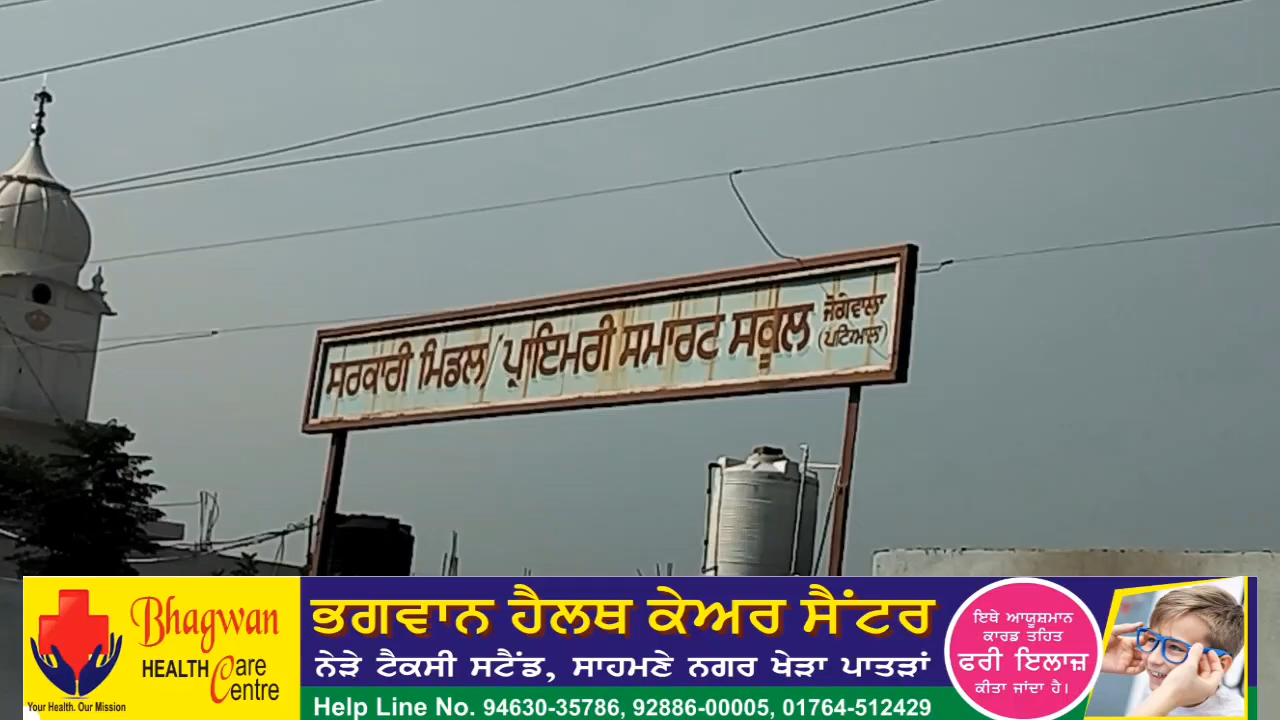 ਸਰਕਾਰੀ ਮਿਡਲ/ਪ੍ਰਾਇਮਰੀ ਸਮਾਰਟ ਸਕੂਲ ਜੋਗੇਵਾਲਾ
(ਪਟਿਆਲਾ)
Bhagwan
HEALTH Care
Centre
Your Health. Our Mission
ਭਗਵਾਨ ਹੈਲਥ ਕੇਅਰ ਸੈਂਟਰ
ਨੇੜੇ ਟੈਕਸੀ ਸਟੈਂਡ, ਸਾਹਮਣੇ ਨਗਰ ਖੇੜਾ ਪਾਤੜਾਂ
Help Line No. 94630-35786, 92886-00005, 01764-512429
ਇਥੇ ਆਯੂਸ਼ਮਾਨ
ਕਾਰਡ ਤਹਿਤ
ਫਰੀ ਇਲਾਜ਼
ਕੀਤਾ ਜਾਂਦਾ ਹੈ।